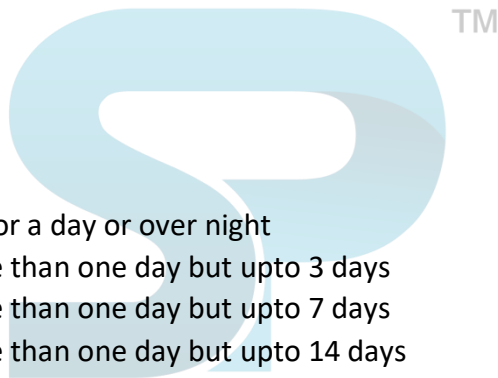 TM
SP
or a day or over night
e than one day but upto 3 days
e than one day but upto 7 days
e than one day but upto 14 days